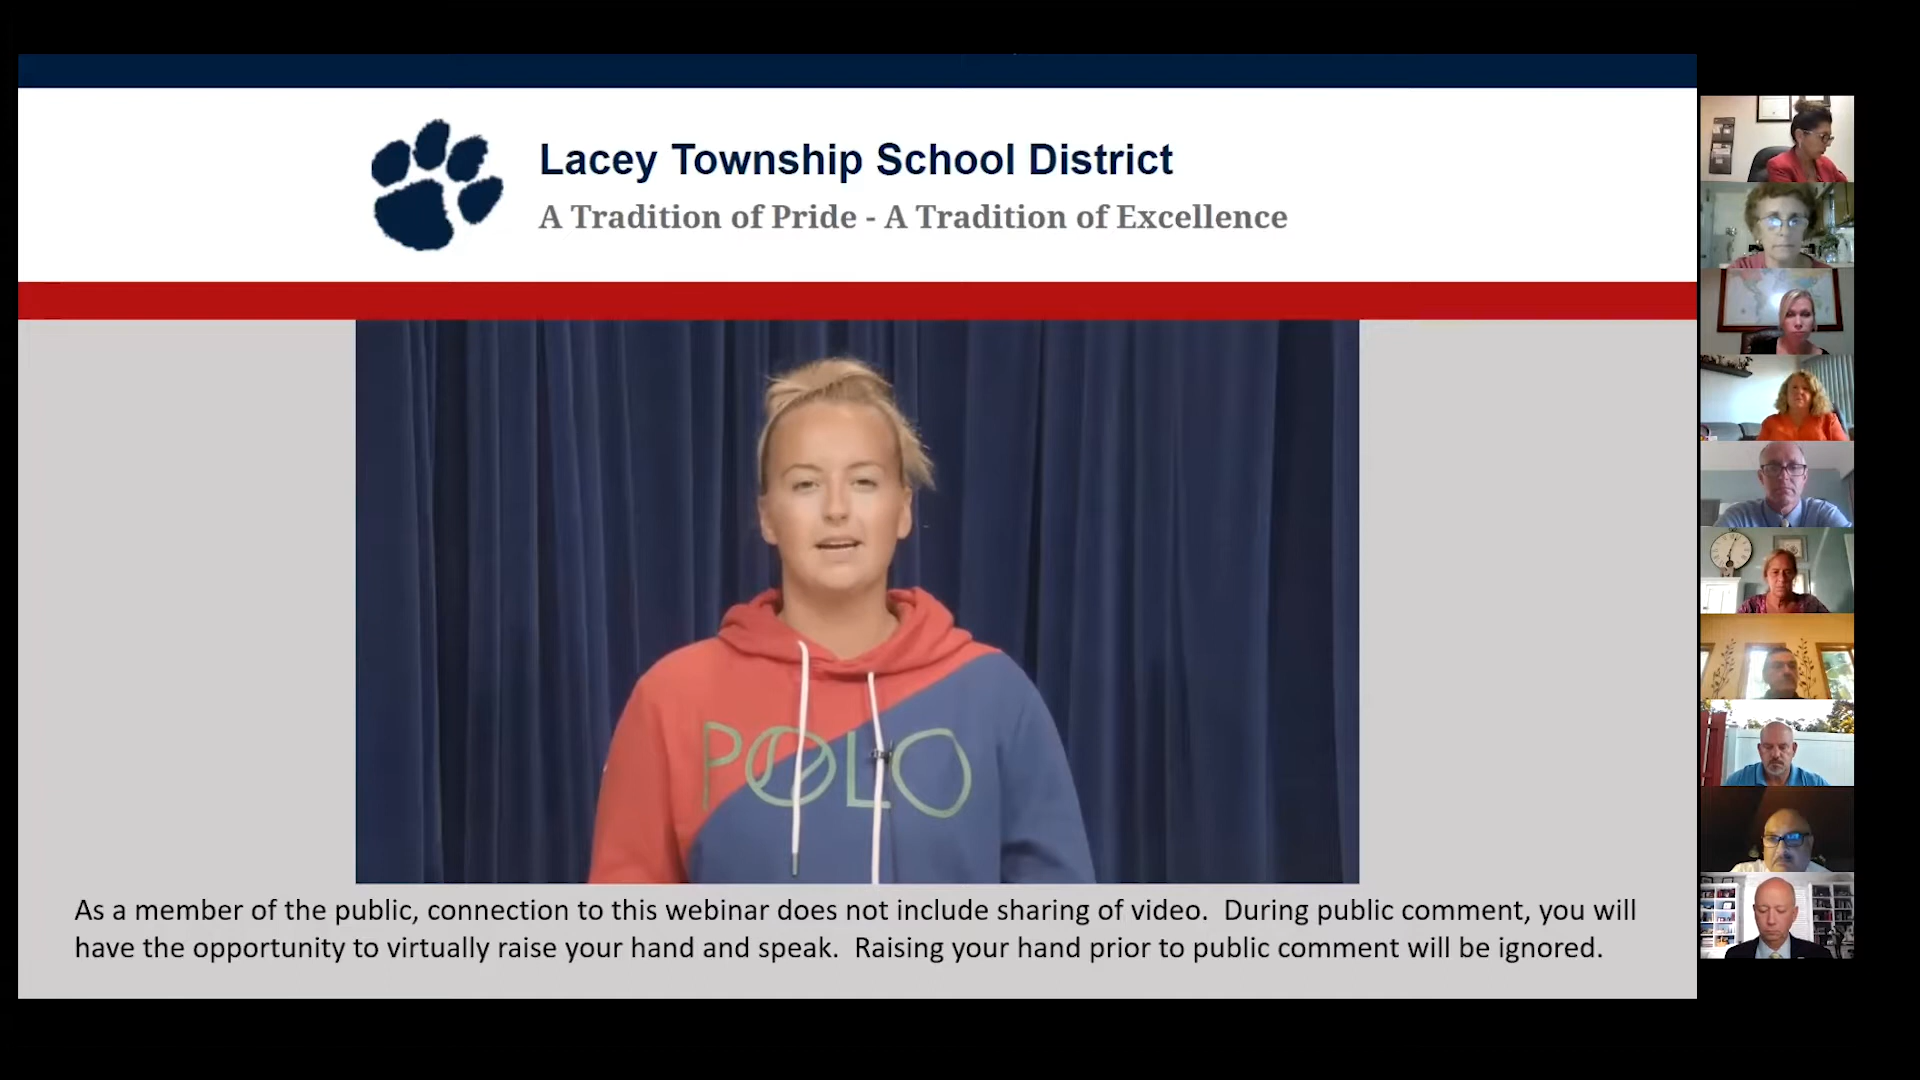 Lacey Township School District
A Tradition of Pride - A Tradition of Excellence
POLO
As a member of the public, connection to this webinar does not include sharing of video. During public comment, you will
have the opportunity to virtually raise your hand and speak. Raising your hand prior to public comment will be ignored.